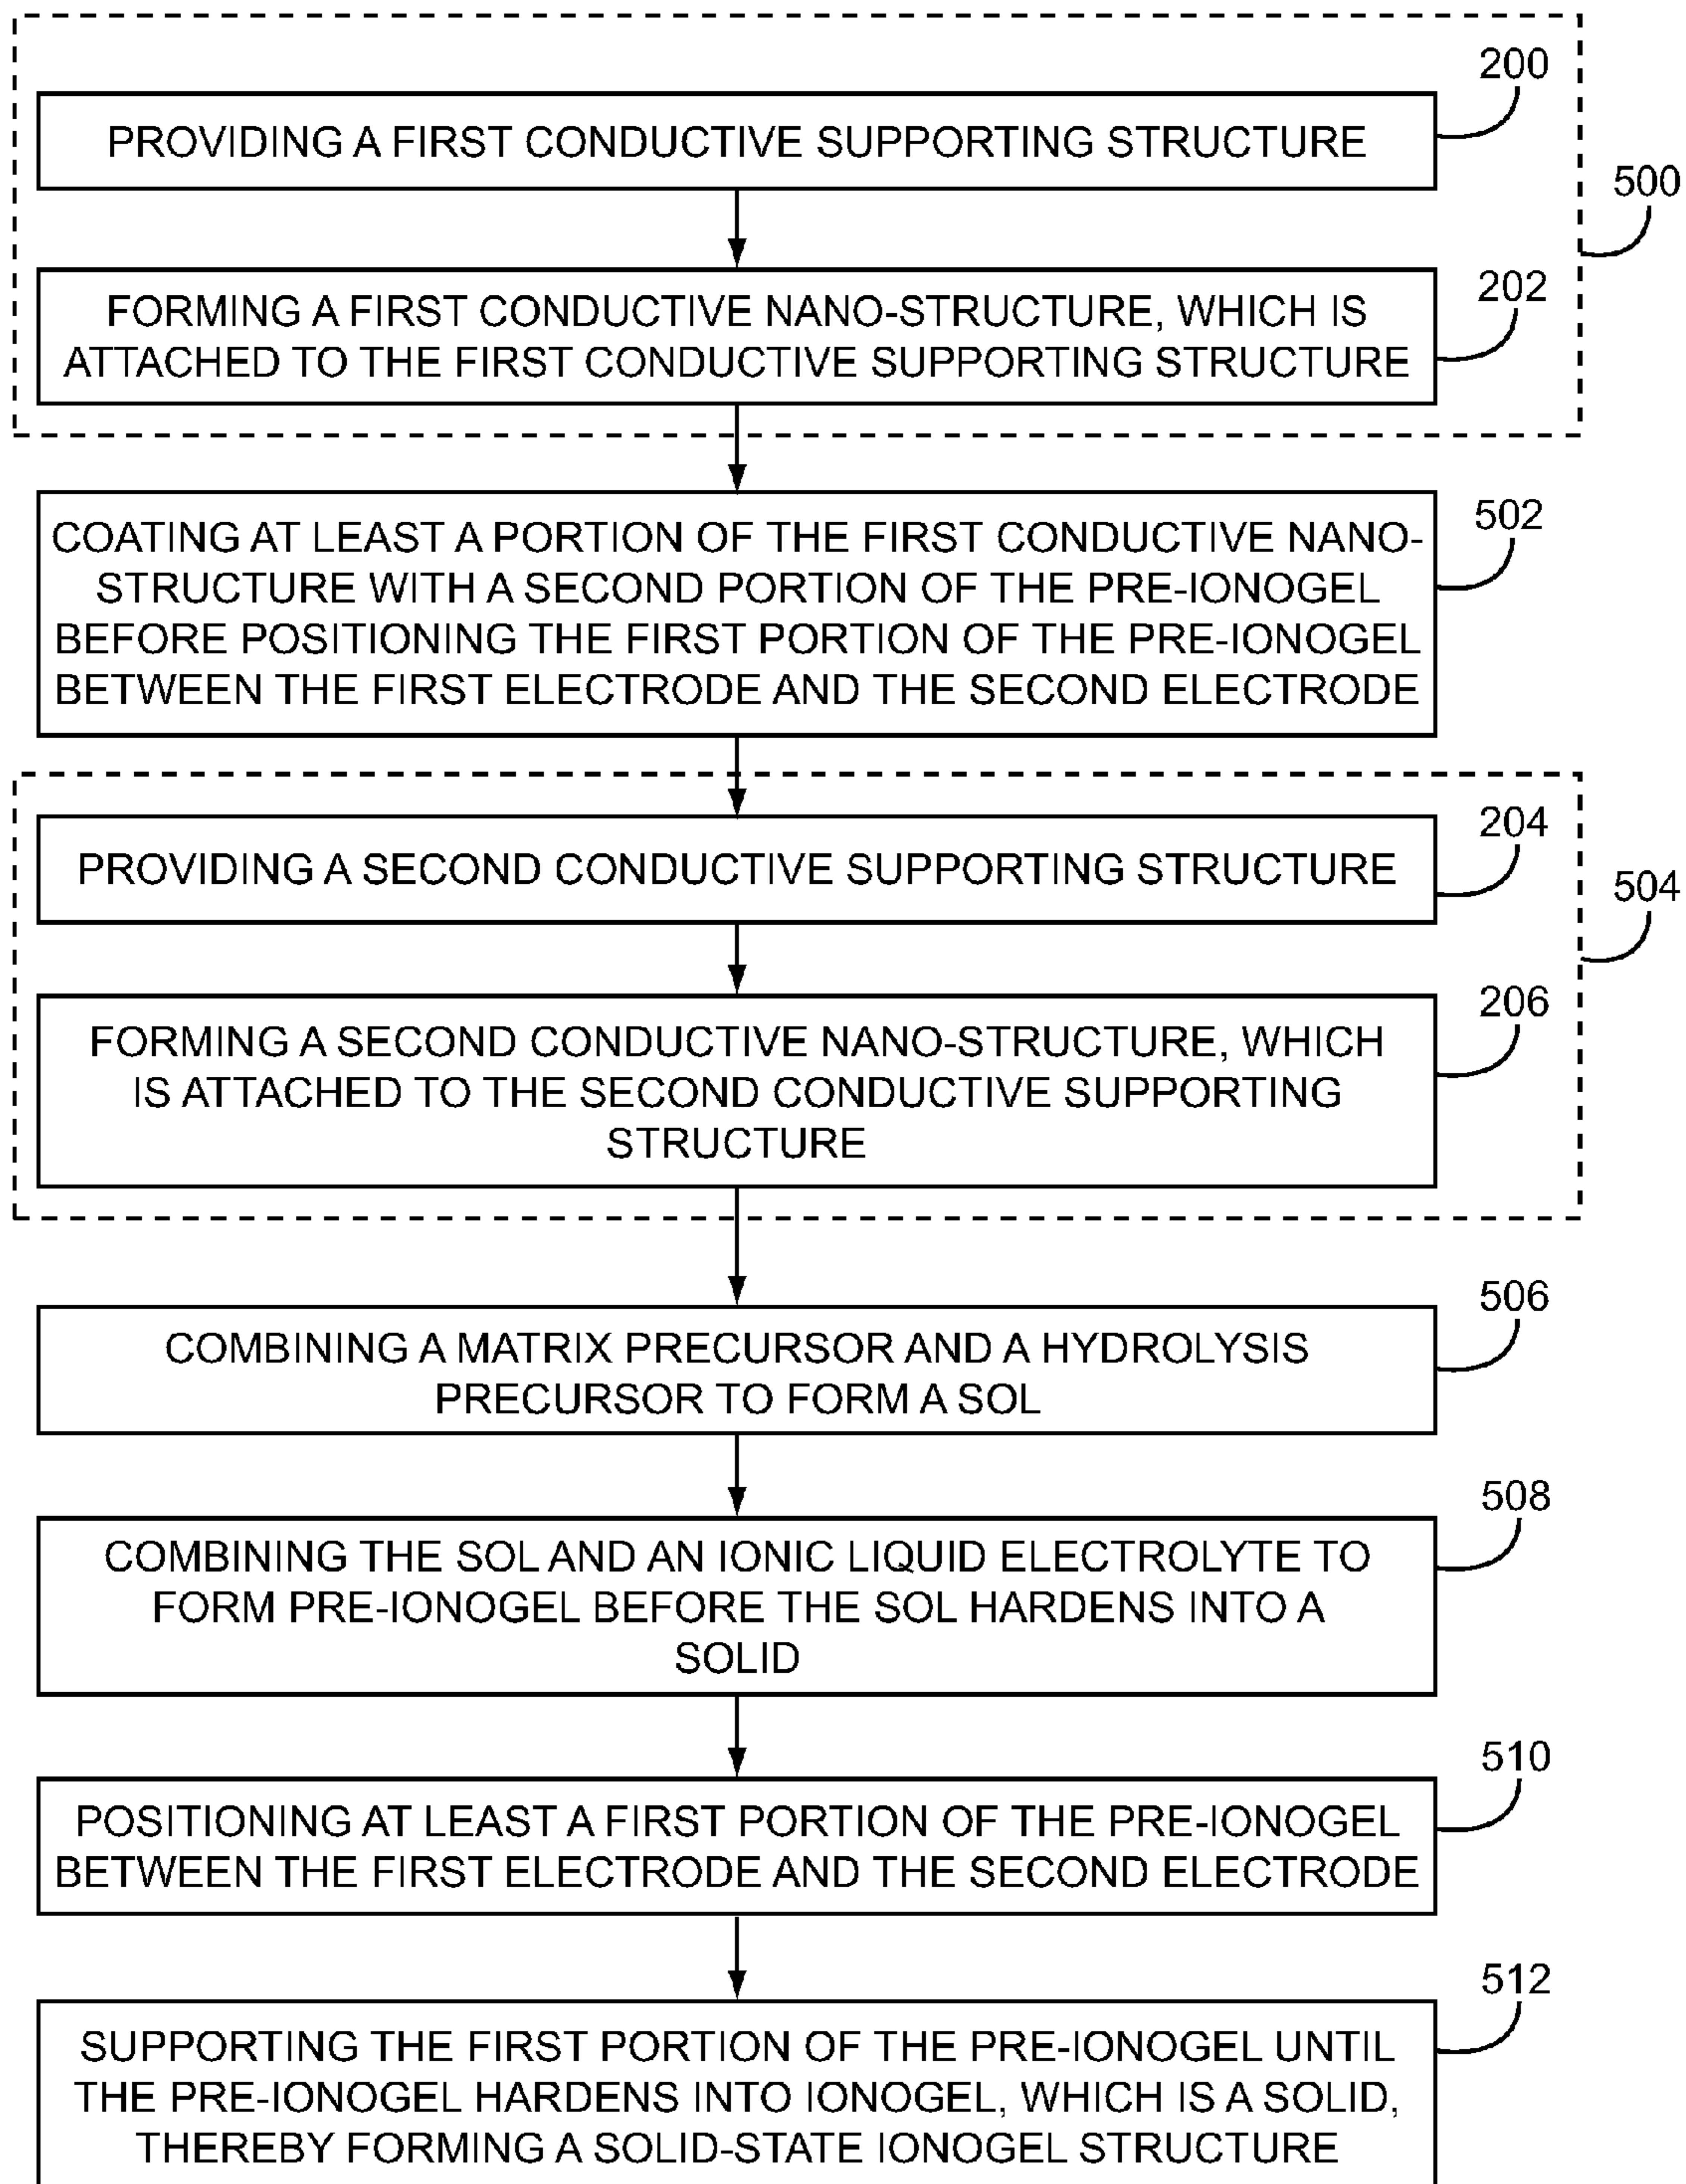 200
PROVIDING A FIRST CONDUCTIVE SUPPORTING STRUCTURE
500
202
FORMING A FIRST CONDUCTIVE NANO-STRUCTURE, WHICH IS
ATTACHED TO THE FIRST CONDUCTIVE SUPPORTING STRUCTURE
502
COATING AT LEAST A PORTION OF THE FIRST CONDUCTIVE NANO-
STRUCTURE WITH A SECOND PORTION OF THE PRE-IONOGEL
BEFORE POSITIONING THE FIRST PORTION OF THE PRE-IONOGEL
BETWEEN THE FIRST ELECTRODE AND THE SECOND ELECTRODE
204
PROVIDING A SECOND CONDUCTIVE SUPPORTING STRUCTURE
504
206
FORMING A SECOND CONDUCTIVE NANO-STRUCTURE, WHICH
IS ATTACHED TO THE SECOND CONDUCTIVE SUPPORTING
STRUCTURE
506
COMBINING A MATRIX PRECURSOR AND A HYDROLYSIS
PRECURSOR TO FORM A SOL
508
COMBINING THE SOL AND AN IONIC LIQUID ELECTROLYTE TO
FORM PRE-IONOGEL BEFORE THE SOL HARDENS INTO A
SOLID
510
POSITIONING AT LEAST A FIRST PORTION OF THE PRE-IONOGEL
BETWEEN THE FIRST ELECTRODE AND THE SECOND ELECTRODE
512
SUPPORTING THE FIRST PORTION OF THE PRE-IONOGEL UNTIL
THE PRE-IONOGEL HARDENS INTO IONOGEL, WHICH IS A SOLID,
THEREBY FORMING A SOLID-STATE IONOGEL STRUCTURE